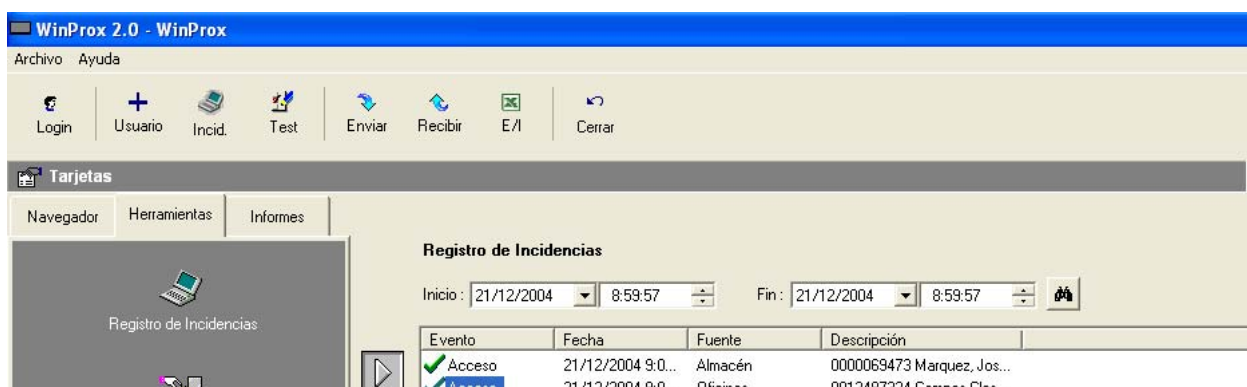 WinProx 2.0 - WinProx
Archivo Ayuda
Login Usuario Incid. Test Enviar Recibir E/I Cerrar
Tarjetas
Navegador Herramientas Informes
Registro de Incidencias
Inicio : 21/12/2004 8:59:57 Fin : 21/12/2004 8:59:57
Registro de Incidencias
Evento Fecha Fuente Descripción
Acceso 21/12/2004 9:0... Almacén 0000069473 Marquez, Jos...